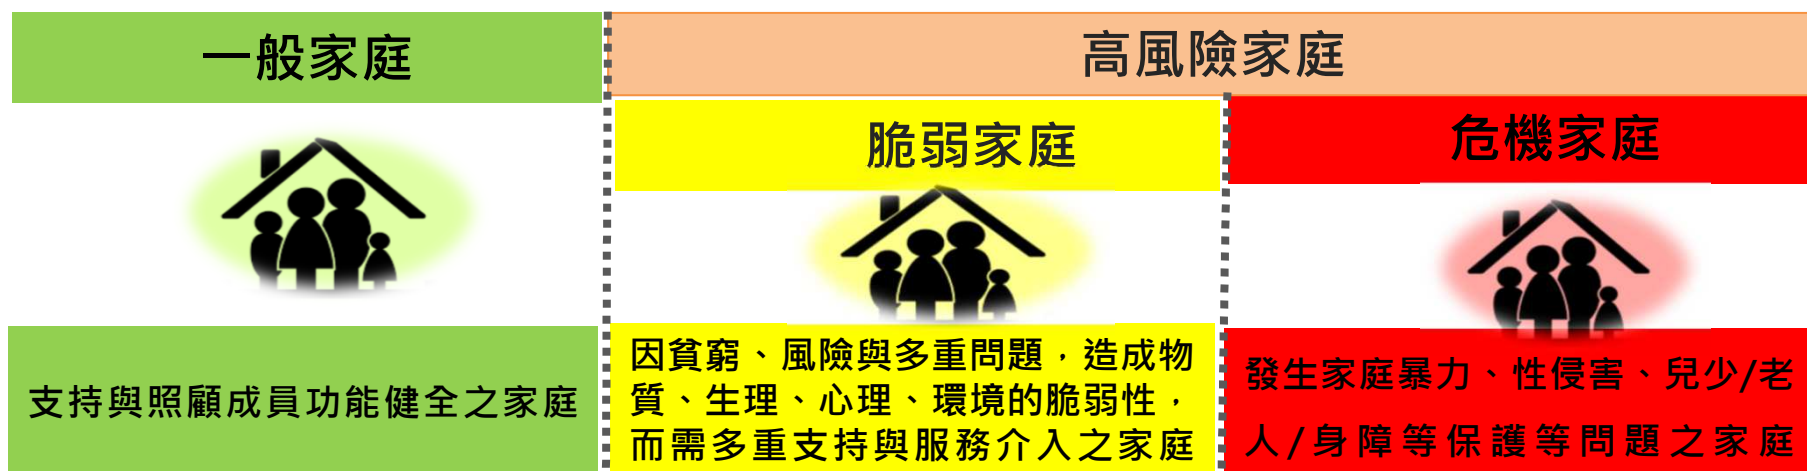 一般家庭
高風險家庭
脆弱家庭
危機家庭
支持與照顧成員功能健全之家庭
因貧窮、風險與多重問題，造成物
質、生理、心理、環境的脆弱性，
而需多重支持與服務介入之家庭
發生家庭暴力、性侵害、兒少/老
人/身障等保護等問題之家庭